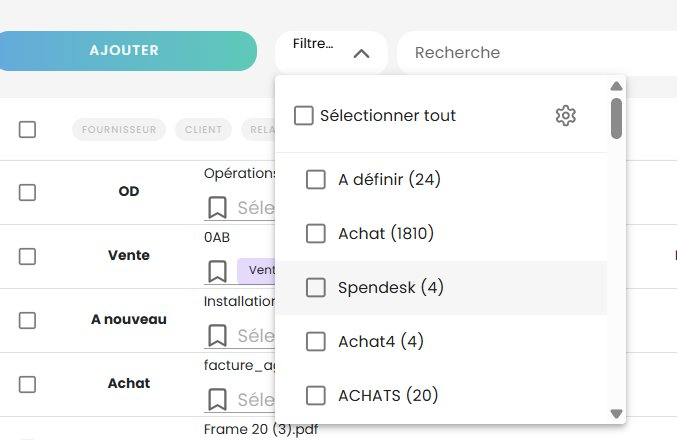 AJOUTER
Filtre...
Recherche
Sélectionner tout
FOURNISSEUR
CLIENT
RELA
A définir (24)
Achat (1810)
Spendesk (4)
Achat4 (4)
ACHATS (20)
OD
Opérations
Séle
Vente
0AB
Vent
A nouveau
Installation
Séle
Achat
facture_ag
Séle
Frame 20 (3).pdf